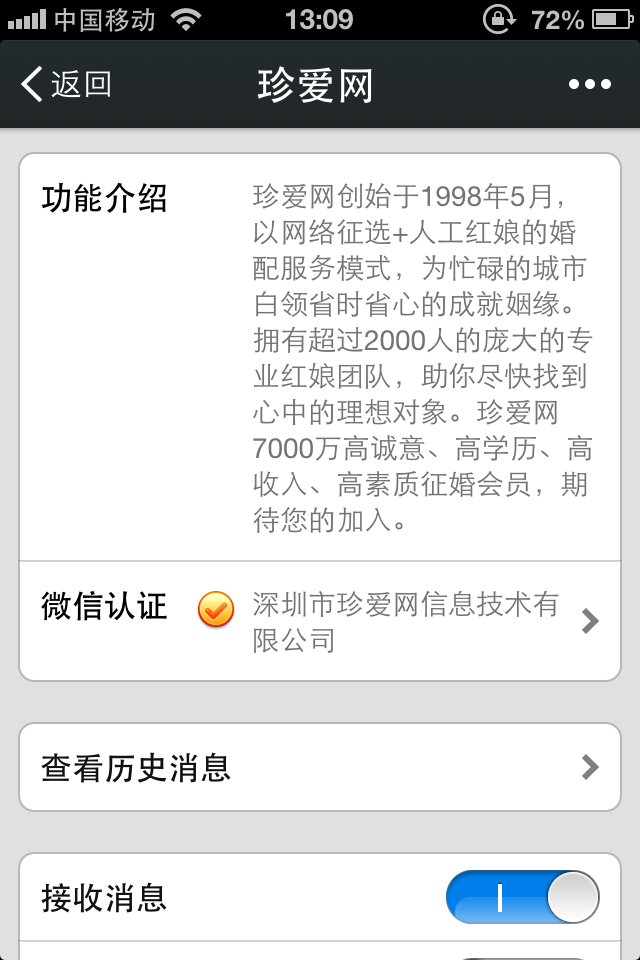 中国移动 13:09 72%
返回 珍爱网
功能介绍
珍爱网创始于1998年5月，
以网络征选+人工红娘的婚
配服务模式，为忙碌的城市
白领省时省心的成就姻缘。
拥有超过2000人的庞大的专
业红娘团队，助你尽快找到
心中的理想对象。珍爱网
7000万高诚意、高学历、高
收入、高素质征婚会员，期
待您的加入。
微信认证
深圳市珍爱网信息技术有
限公司
查看历史消息
接收消息